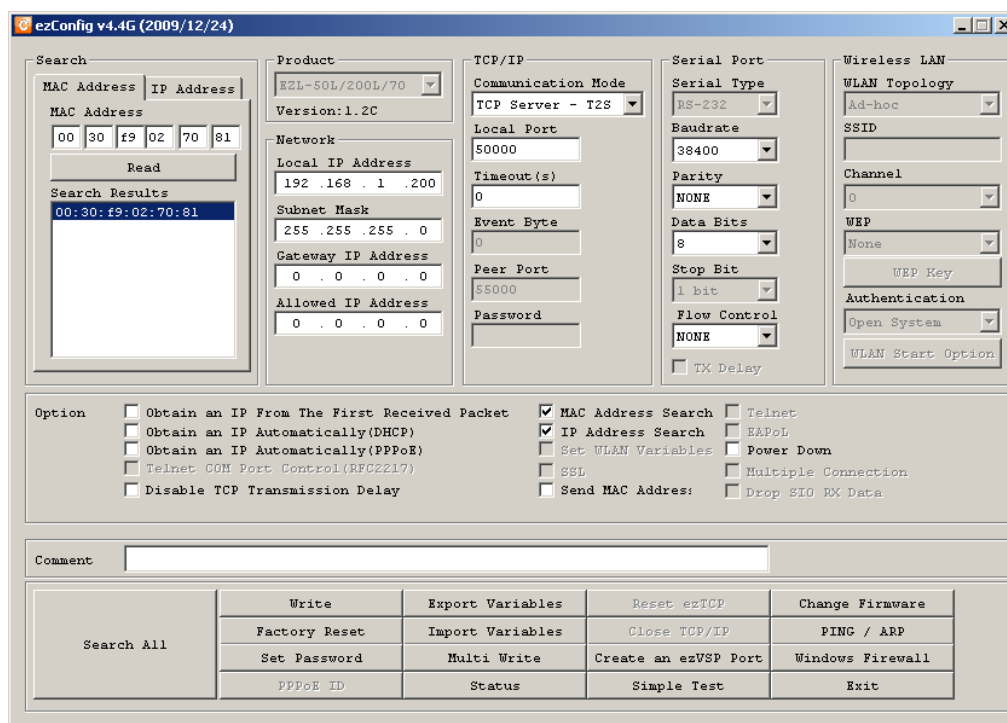 ezConfig v4.4G (2009/12/24)
Search
MAC Address
IP Address
MAC Address
00 30 f9 02 70 81
Read
Search Results
00:30:f9:02:70:81
Product
EZL-50L/200L/70
Version:1.2C
Network
Local IP Address
192 .168 . 1 .200
Subnet Mask
255 .255 .255 . 0
Gateway IP Address
0 . 0 . 0 . 0
Allowed IP Address
0 . 0 . 0 . 0
TCP/IP
Communication Mode
TCP Server - T2S
Local Port
50000
Timeout(s)
0
Event Byte
0
Peer Port
55000
Password
Serial Port
Serial Type
RS-232
Baudrate
38400
Parity
NONE
Data Bits
8
Stop Bit
1 bit
Flow Control
NONE
TX Delay
Wireless LAN
WLAN Topology
Ad-hoc
SSID
Channel
0
WEP
None
WEP Key
Authentication
Open System
WLAN Start Option
Option
Obtain an IP From The First Received Packet
Obtain an IP Automatically(DHCP)
Obtain an IP Automatically(PPPoE)
Telnet COM Port Control(RFC2217)
Disable TCP Transmission Delay
MAC Address Search
IP Address Search
Set WLAN Variables
SSL
Send MAC Address
Telnet
EAPoL
Power Down
Multiple Connection
Drop SIO RX Data
Comment
Search All
Write
Export Variables
Reset ezTCP
Change Firmware
Factory Reset
Import Variables
Close TCP/IP
PING / ARP
Set Password
Multi Write
Create an ezVSP Port
Windows Firewall
PPPoE ID
Status
Simple Test
Exit